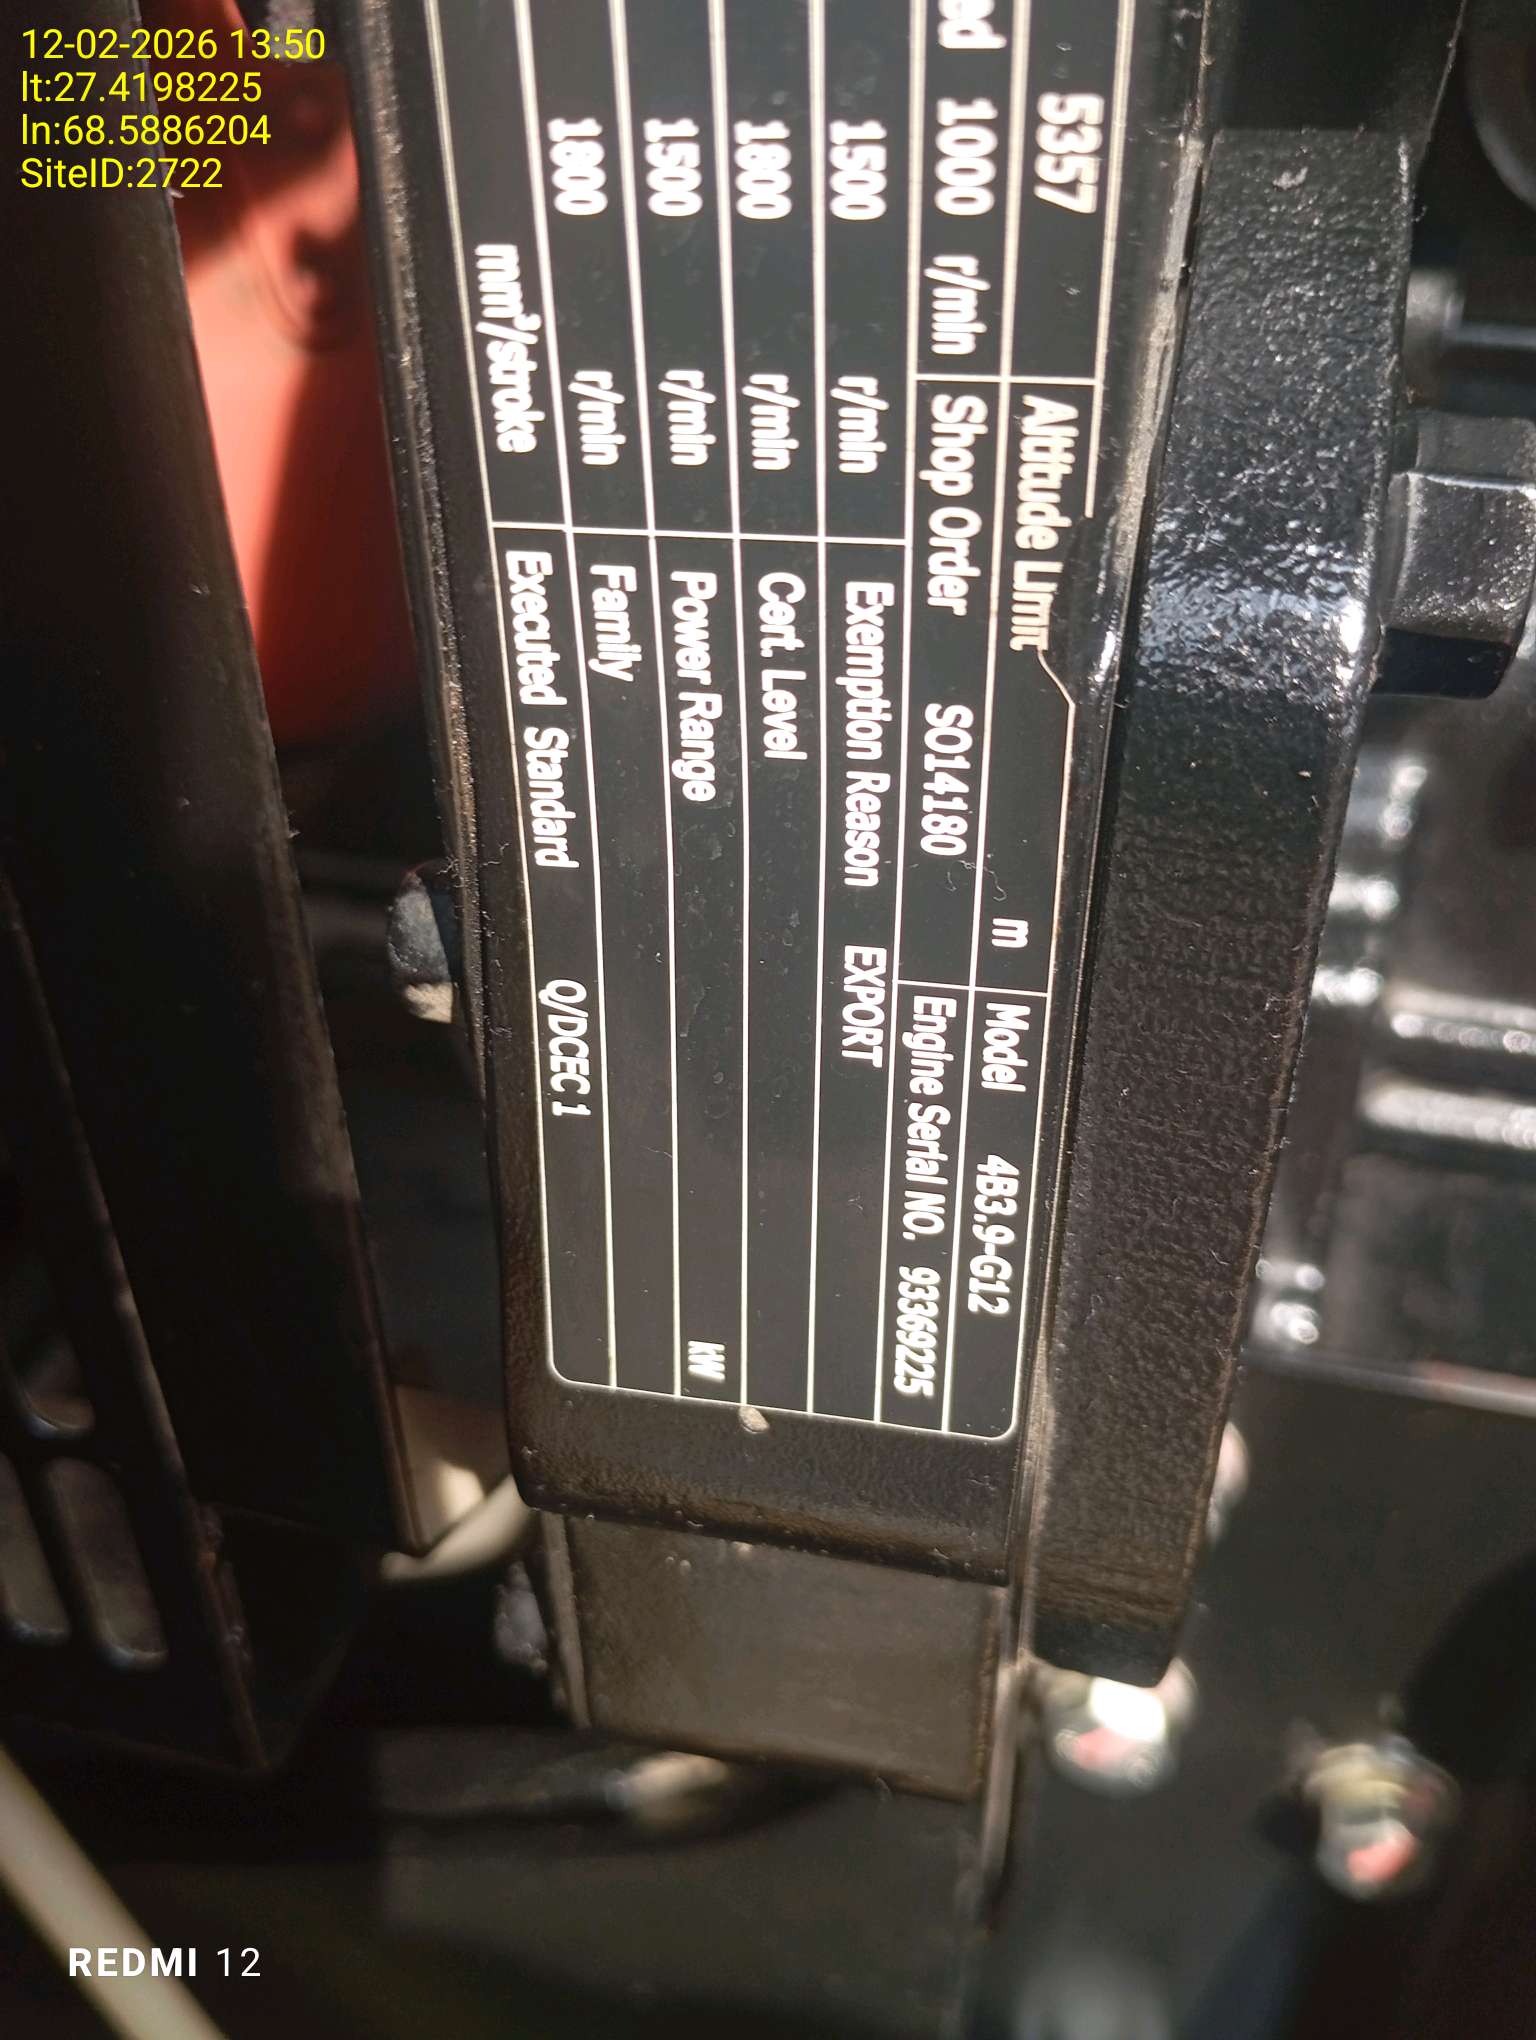 12-02-2026 13:50
lt:27.4198225
ln:68.5886204
SiteID:2722
5357 Altitude Limit m Model 4B3.9-G12
1000 r/min Shop Order SO14180 Engine Serial NO. 93369225
1500 r/min Exemption Reason EXPORT
1800 r/min Cert. Level
1500 r/min Power Range kW
1800 r/min Family
mm³/stroke Executed Standard Q/DCEC 1
REDMI 12